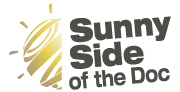 Sunny
Side
of the Doc